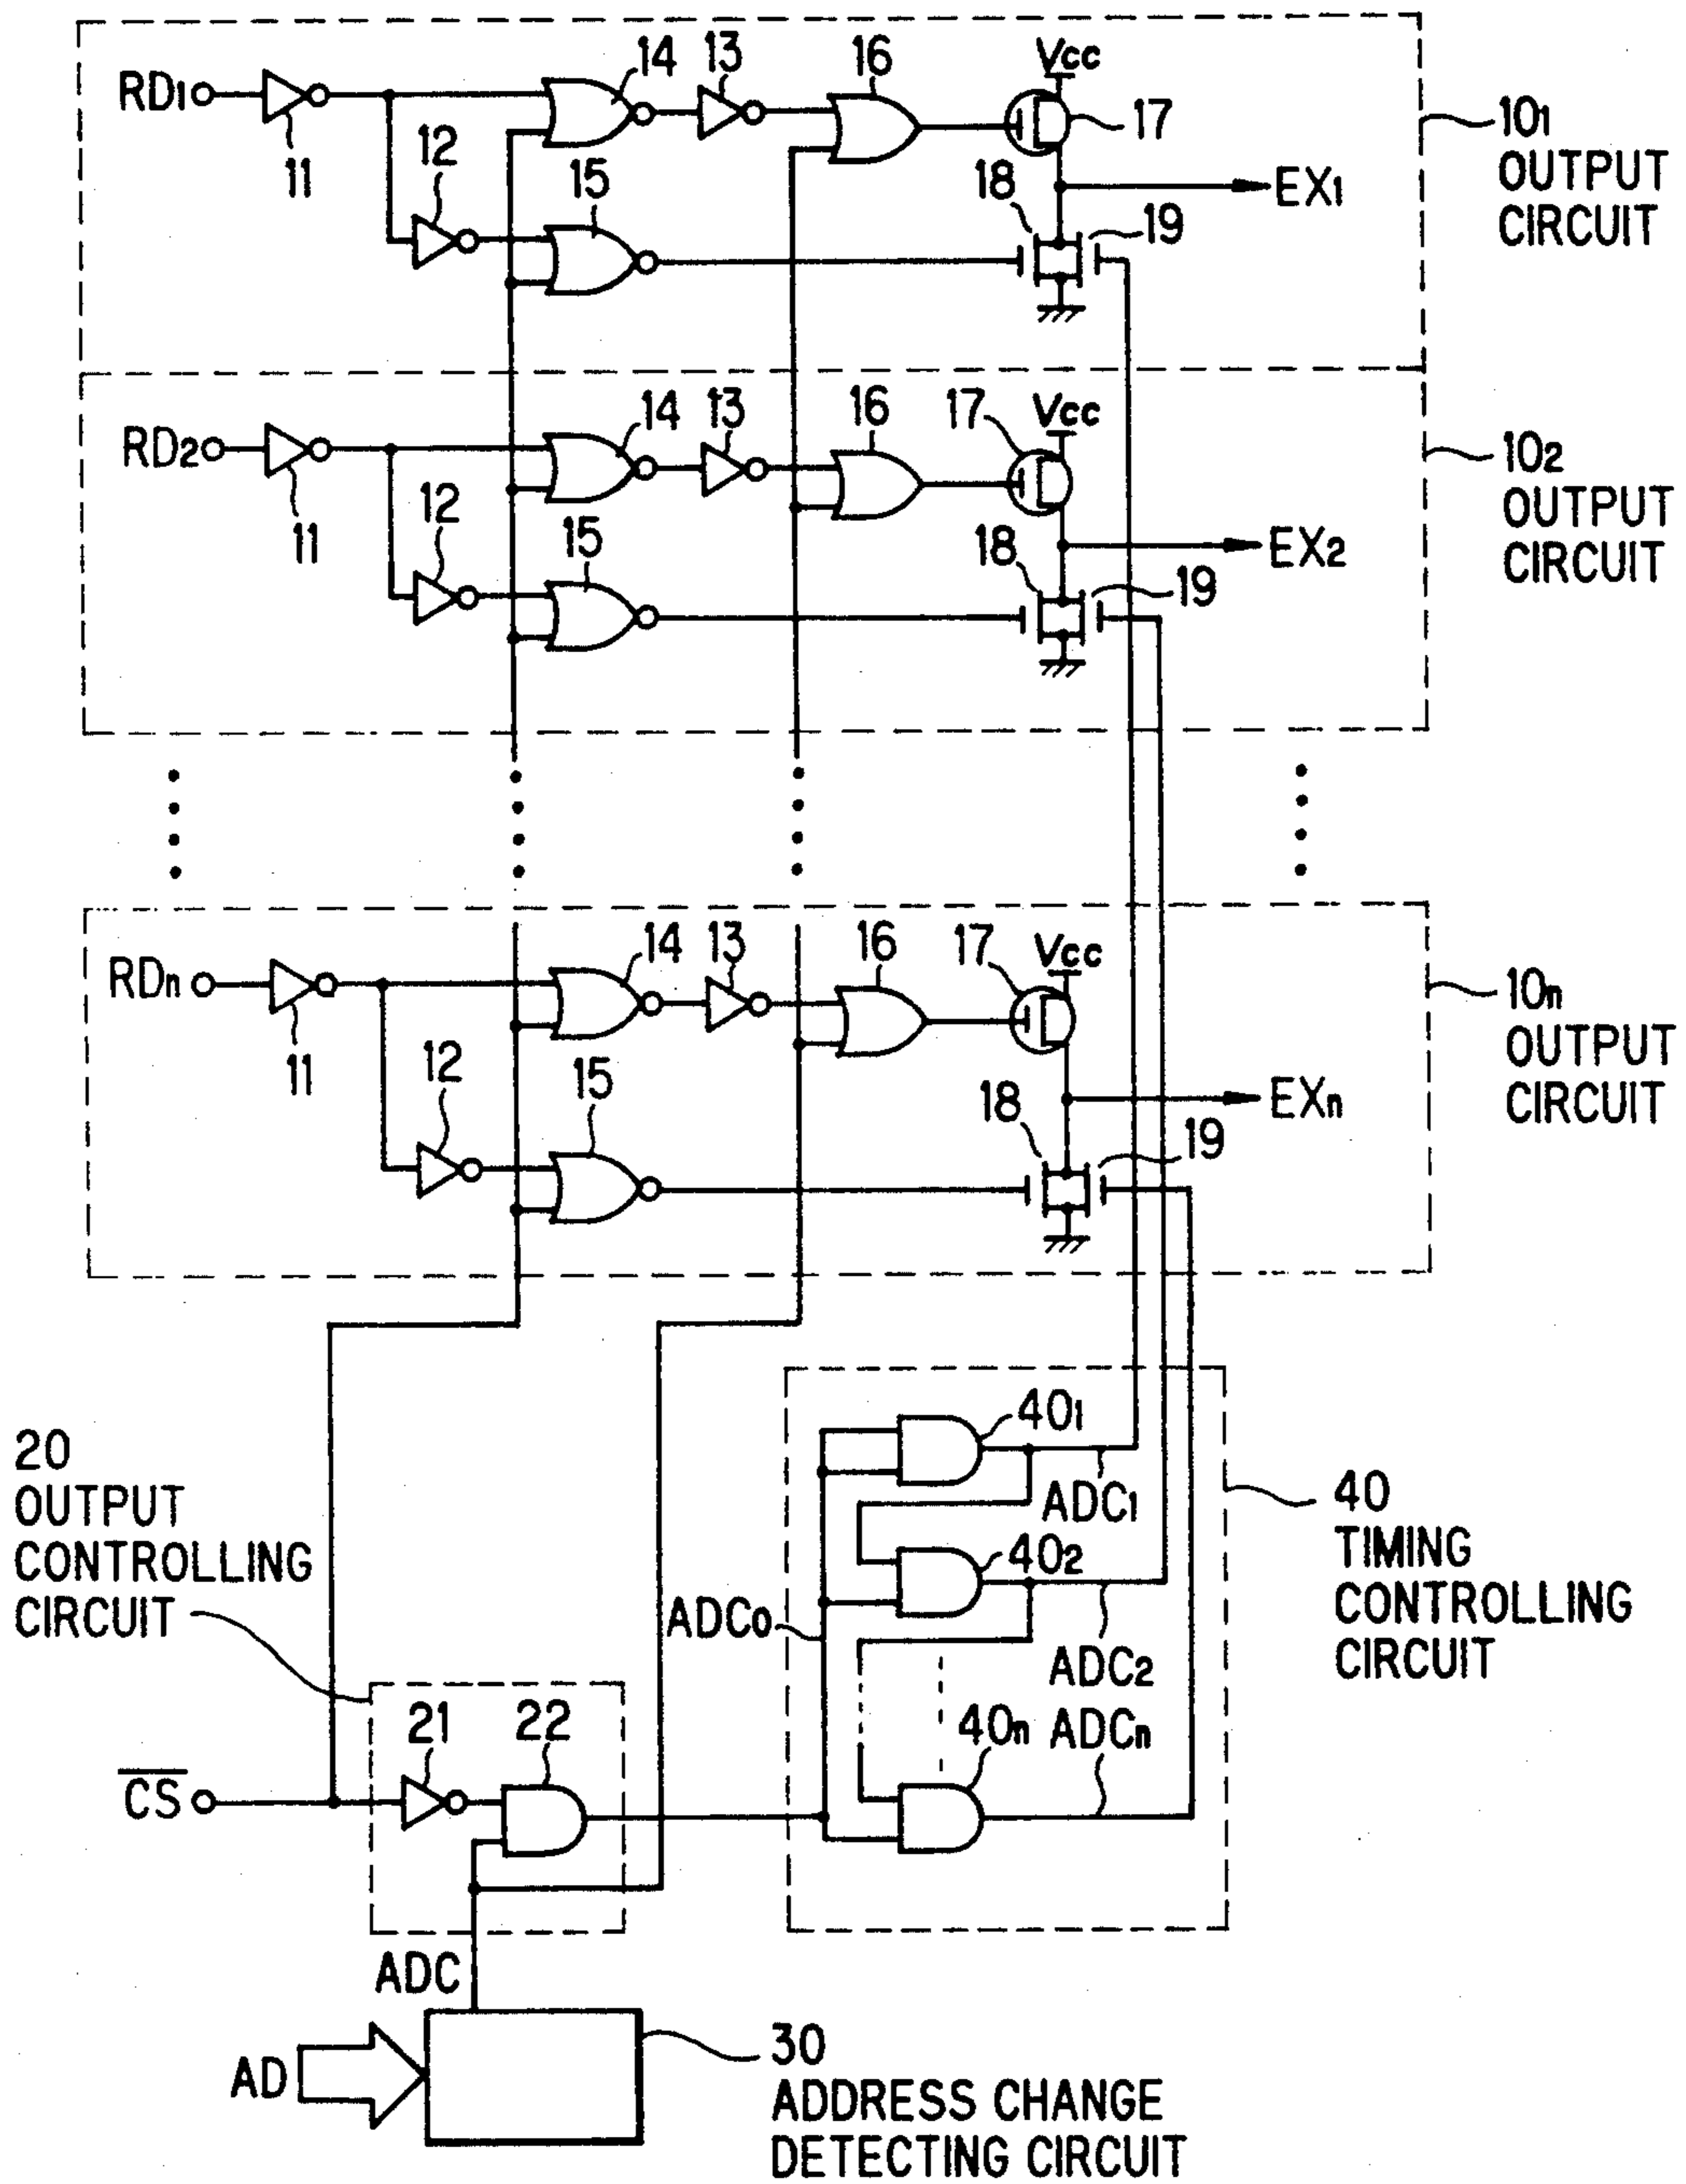 Vcc
RD1
14
13
16
17
101
OUTPUT
CIRCUIT
11
12
15
18
EX1
19
Vcc
RD2
14
13
16
17
102
OUTPUT
CIRCUIT
11
12
15
18
EX2
19
Vcc
RDn
14
13
16
17
10n
OUTPUT
CIRCUIT
11
12
15
18
EXn
19
20
OUTPUT
CONTROLLING
CIRCUIT
401
ADC1
40
TIMING
CONTROLLING
CIRCUIT
402
ADC0
ADC2
21
22
40n
ADCn
C̅S̅
ADC
AD
30
ADDRESS CHANGE
DETECTING CIRCUIT